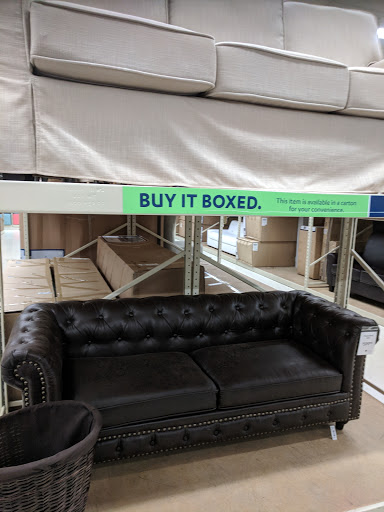 BUY IT BOXED.
This item is available in a carton
for your convenience.